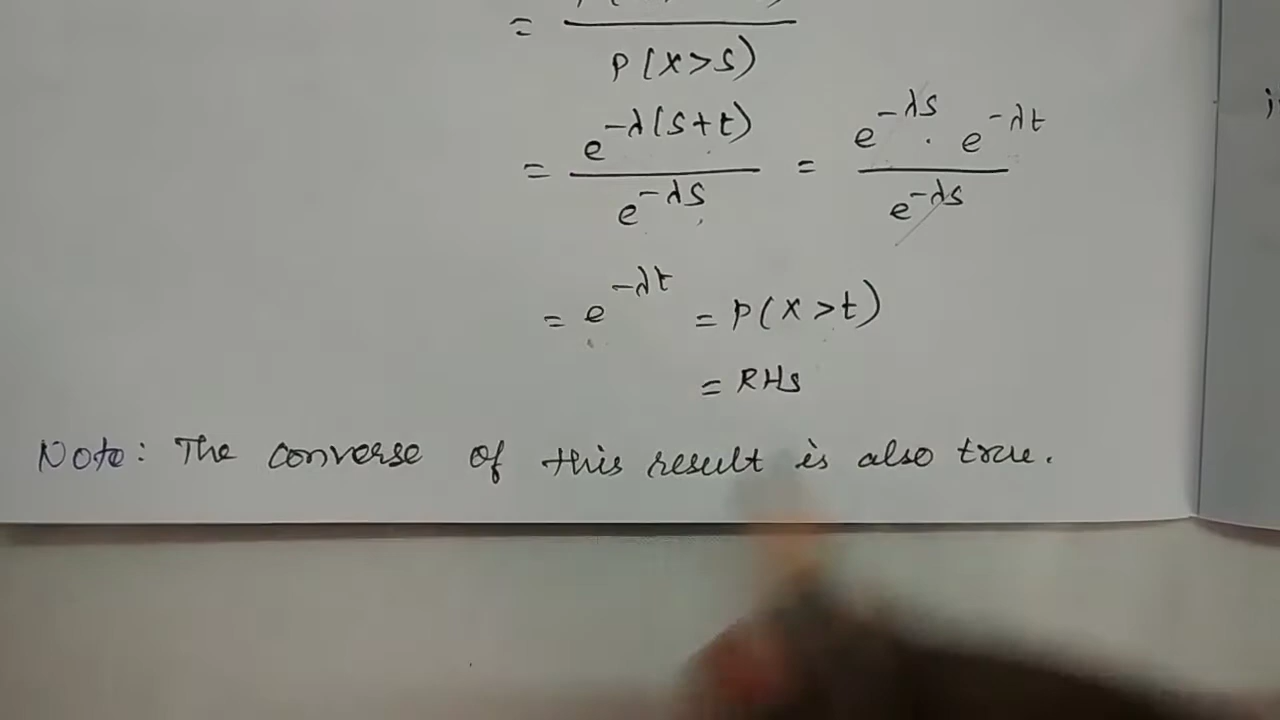 =
P(X>S)
= e^{-λ(S+t)} / e^{-λS} = e^{-λS} · e^{-λt} / e^{-λS}
= e^{-λt} = P(X>t)
= RHS
Note: The converse of this result is also true.